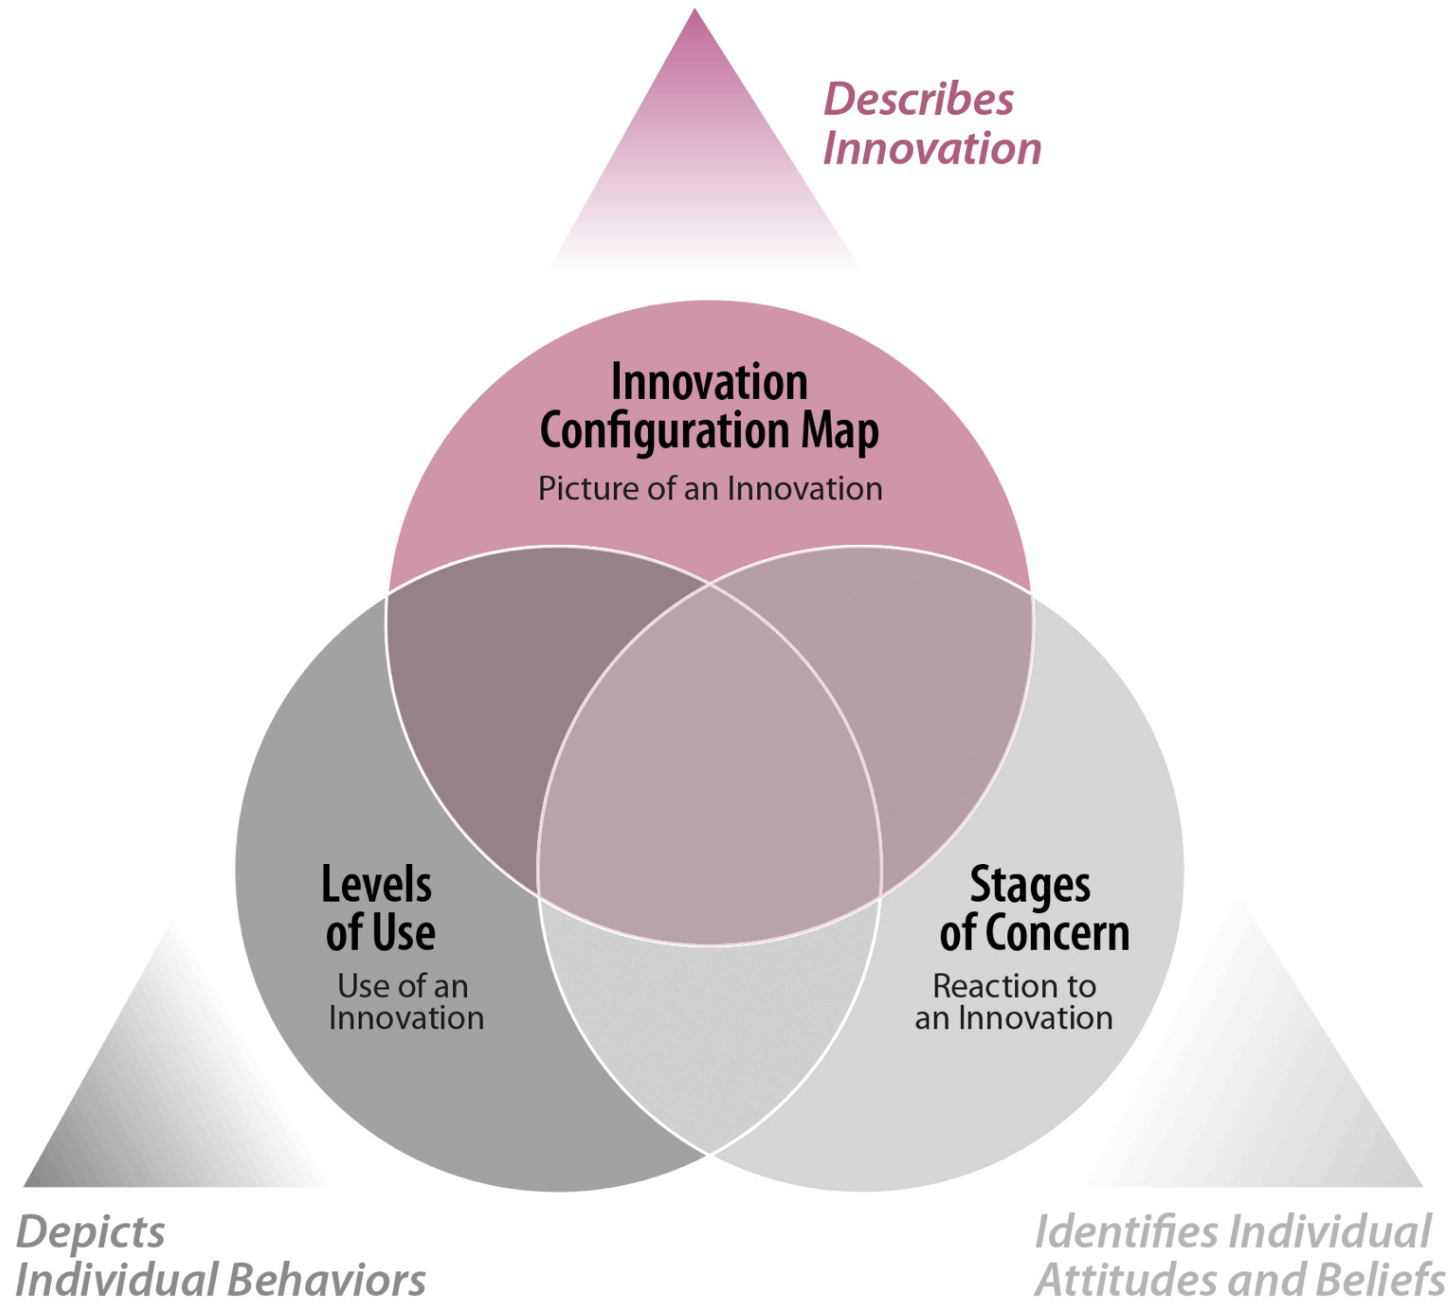 Describes
Innovation
Innovation
Configuration Map
Picture of an Innovation
Levels
of Use
Use of an
Innovation
Stages
of Concern
Reaction to
an Innovation
Depicts
Individual Behaviors
Identifies Individual
Attitudes and Beliefs